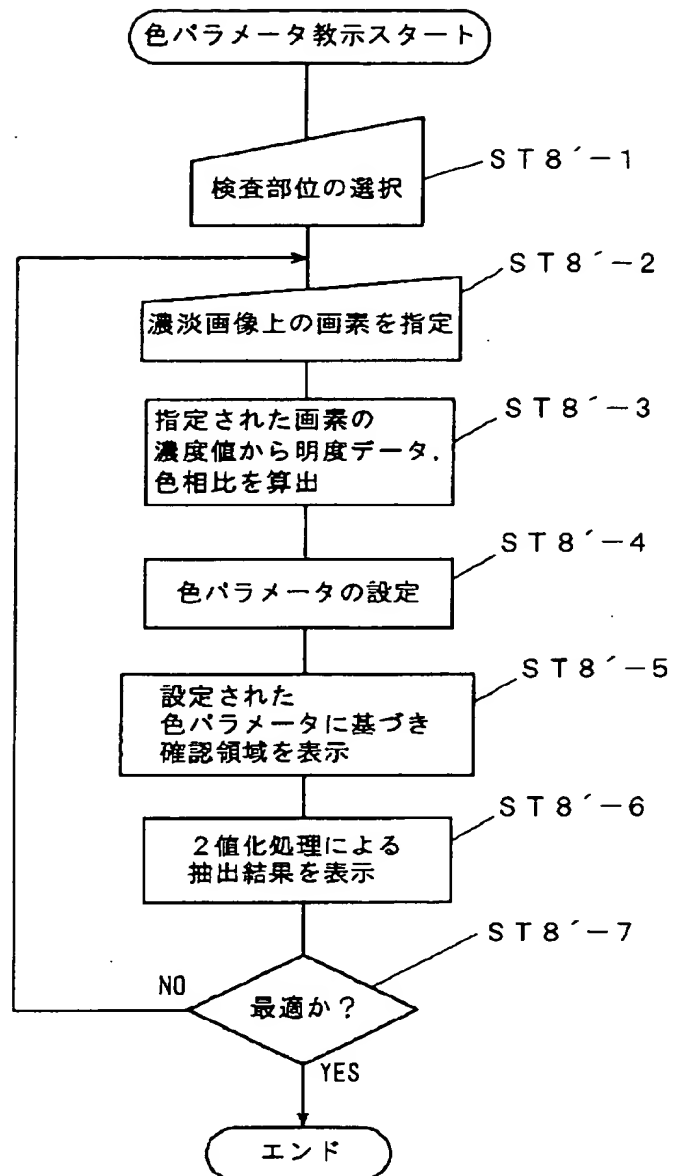 色パラメータ教示スタート
検査部位の選択
ST8´-1
濃淡画像上の画素を指定
ST8´-2
指定された画素の
濃度値から明度データ,
色相比を算出
ST8´-3
色パラメータの設定
ST8´-4
設定された
色パラメータに基づき
確認領域を表示
ST8´-5
2値化処理による
抽出結果を表示
ST8´-6
最適か?
ST8´-7
NO
YES
エンド